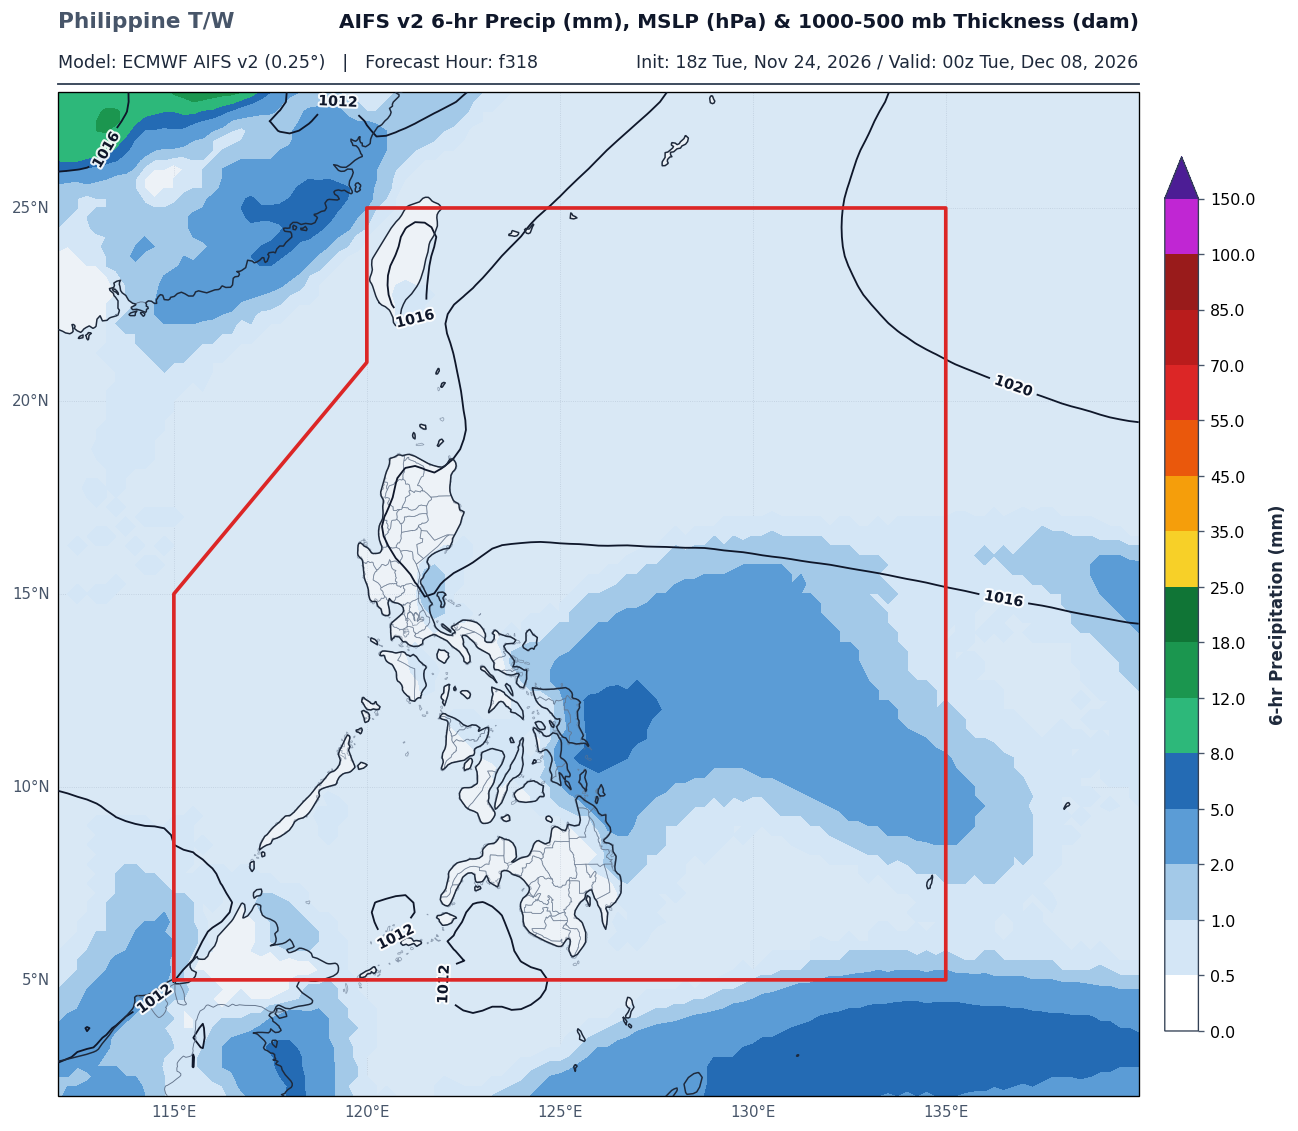 Philippine T/W
AIFS v2 6-hr Precip (mm), MSLP (hPa) & 1000-500 mb Thickness (dam)
Model: ECMWF AIFS v2 (0.25°) | Forecast Hour: f318
Init: 18z Tue, Nov 24, 2026 / Valid: 00z Tue, Dec 08, 2026
1012
1016
1016
1020
1016
1012
1012
1012
25°N
20°N
15°N
10°N
5°N
115°E
120°E
125°E
130°E
135°E
150.0
100.0
85.0
70.0
55.0
45.0
35.0
25.0
18.0
12.0
8.0
5.0
2.0
1.0
0.5
0.0
6-hr Precipitation (mm)